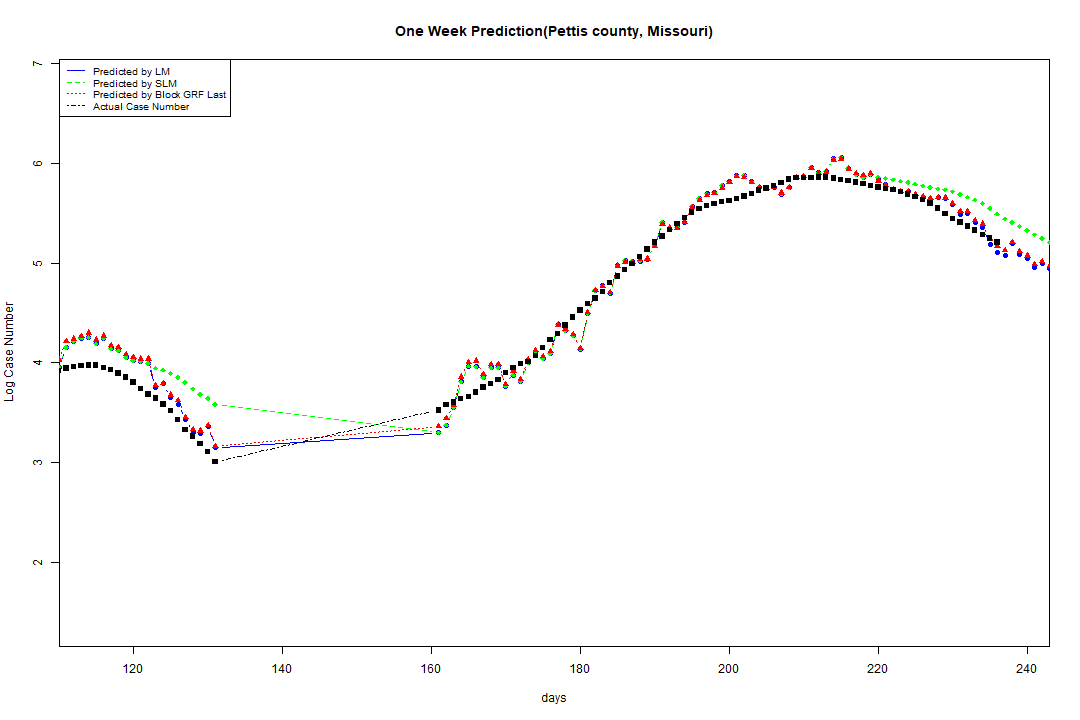 One Week Prediction(Pettis county, Missouri)
Predicted by LM
Predicted by SLM
Predicted by Block GRF Last
Actual Case Number
7
6
5
4
3
2
Log Case Number
120 140 160 180 200 220 240
days